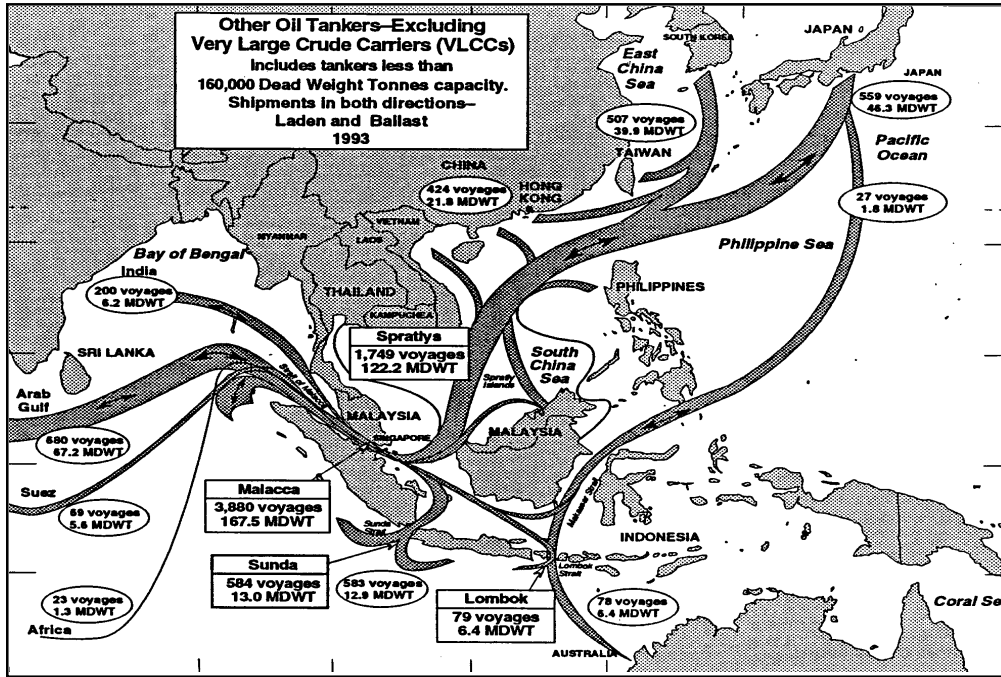 Other Oil Tankers–Excluding
Very Large Crude Carriers (VLCCs)
Includes tankers less than
160,000 Dead Weight Tonnes capacity.
Shipments in both directions–
Laden and Ballast
1993
East
China
Sea
SOUTH KOREA
JAPAN
JAPAN
559 voyages
46.3 MDWT
507 voyages
39.9 MDWT
TAIWAN
Pacific
Ocean
CHINA
424 voyages
21.8 MDWT
HONG
KONG
27 voyages
1.8 MDWT
VIETNAM
LAOS
MYANMAR
Philippine Sea
Bay of Bengal
India
200 voyages
6.2 MDWT
THAILAND
KAMPUCHEA
PHILIPPINES
Spratlys
1,749 voyages
122.2 MDWT
SRI LANKA
South
China
Sea
Spratly
Islands
Arab
Gulf
MALAYSIA
SINGAPORE
MALAYSIA
680 voyages
67.2 MDWT
Suez
69 voyages
5.6 MDWT
Malacca
3,880 voyages
167.5 MDWT
Sunda
Strait
INDONESIA
Lombok
Strait
Sunda
584 voyages
13.0 MDWT
583 voyages
12.9 MDWT
Lombok
79 voyages
6.4 MDWT
78 voyages
6.4 MDWT
23 voyages
1.3 MDWT
Africa
Coral Se
AUSTRALIA